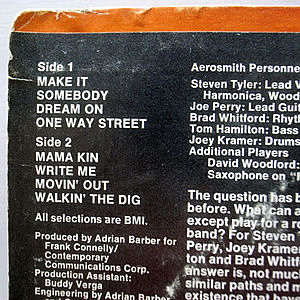 Side 1
MAKE IT
SOMEBODY
DREAM ON
ONE WAY STREET
Side 2
MAMA KIN
WRITE ME
MOVIN' OUT
WALKIN' THE DIG
All selections are BMI.
Produced by Adrian Barber for
Frank Connelly/
Contemporary
Communications Corp.
Production Assistant:
Buddy Verga
Engineering by Adrian Barber
Aerosmith Personne
Steven Tyler: Lead V
Harmonica, Wood
Joe Perry: Lead Guit
Brad Whitford: Rhyth
Tom Hamilton: Bass
Joey Kramer: Drums
Additional Players
David Woodford:
Saxophone on "M
The question has b
before. What can a
except play for a ro
band? For Steven T
Perry, Joey Kramer
ton and Brad Whitfo
answer is, not much
similar paths and m
existence that ha